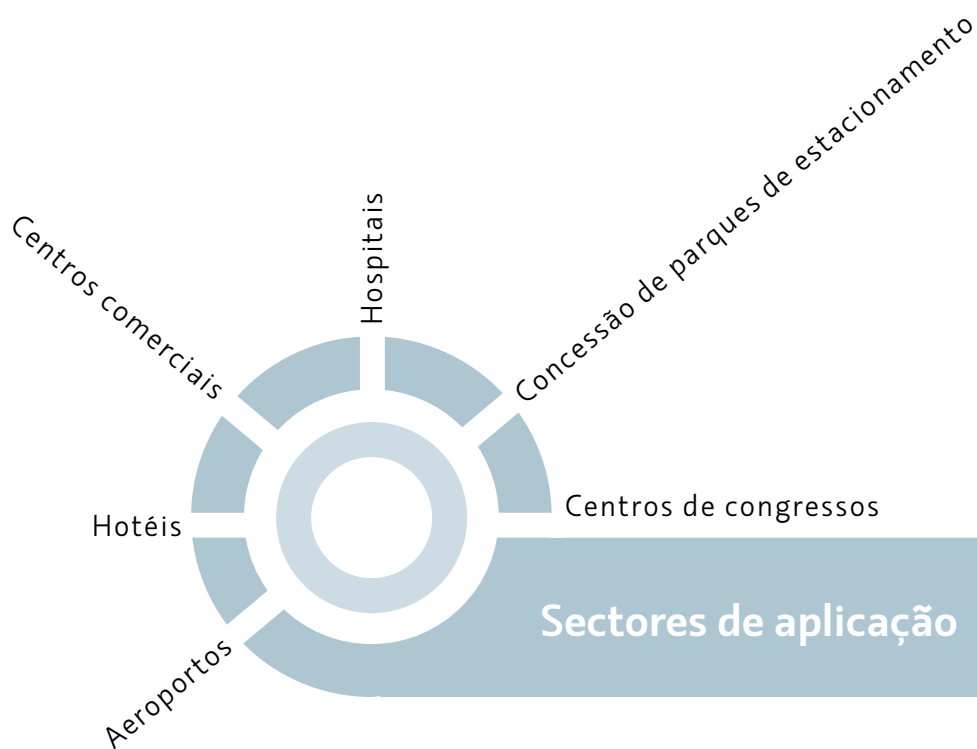 Concessão de parques de estacionamento
Hospitais
Centros comerciais
Centros de congressos
Hotéis
Sectores de aplicação
Aeroportos